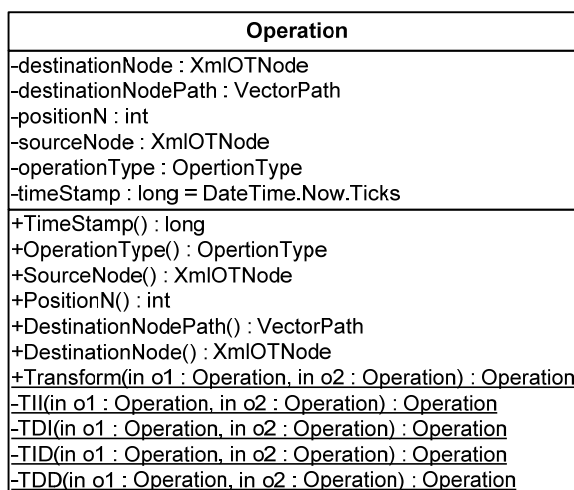 Operation
-destinationNode : XmlOTNode
-destinationNodePath : VectorPath
-positionN : int
-sourceNode : XmlOTNode
-operationType : OpertionType
-timeStamp : long = DateTime.Now.Ticks
+TimeStamp() : long
+OperationType() : OpertionType
+SourceNode() : XmlOTNode
+PositionN() : int
+DestinationNodePath() : VectorPath
+DestinationNode() : XmlOTNode
+Transform(in o1 : Operation, in o2 : Operation) : Operation
-TII(in o1 : Operation, in o2 : Operation) : Operation
-TDI(in o1 : Operation, in o2 : Operation) : Operation
-TID(in o1 : Operation, in o2 : Operation) : Operation
-TDD(in o1 : Operation, in o2 : Operation) : Operation